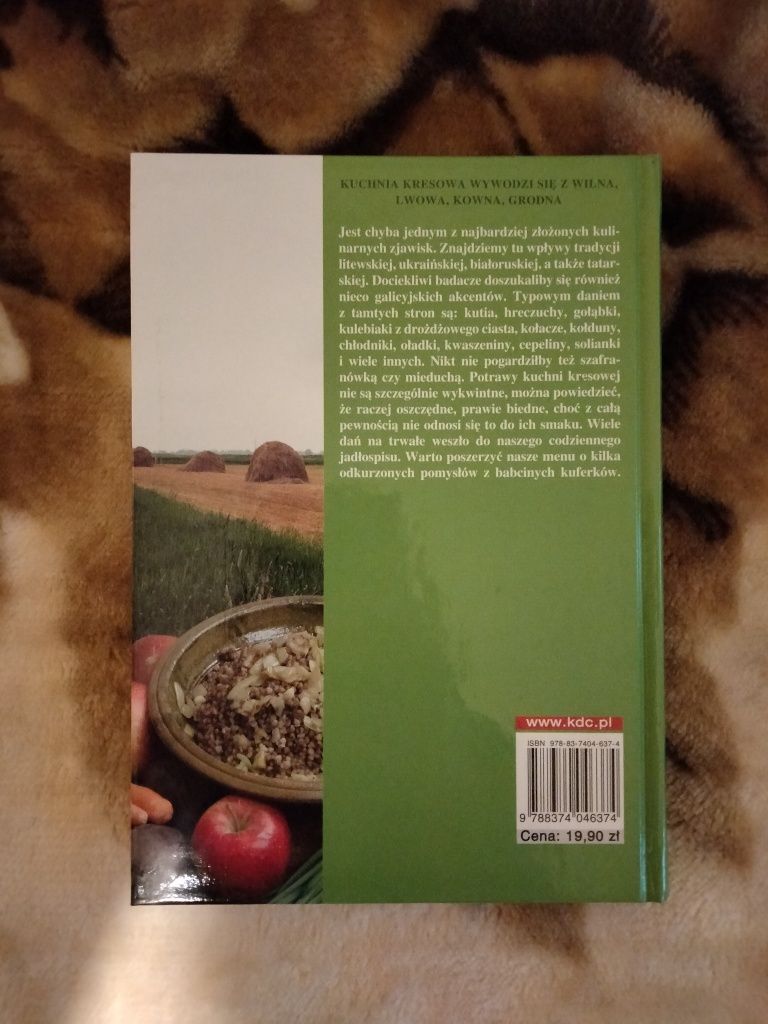 KUCHNIA KRESOWA WYWODZI SIĘ Z WILNA,
LWOWA, KOWNA, GRODNA
Jest chyba jednym z najbardziej złożonych kuli-
narnych zjawisk. Znajdziemy tu wpływy tradycji
litewskiej, ukraińskiej, białoruskiej, a także tatar-
skiej. Dociekliwi badacze doszukaliby się również
nieco galicyjskich akcentów. Typowym daniem
z tamtych stron są: kutia, hreczuchy, gołąbki,
kulebiaki z drożdżowego ciasta, kołacze, kołduny,
chłodniki, oładki, kwaszeniny, cepeliny, solianki
i wiele innych. Nikt nie pogardziłby też szafra-
nówką czy mieduchą. Potrawy kuchni kresowej
nie są szczególnie wykwintne, można powiedzieć,
że raczej oszczędne, prawie biedne, choć z całą
pewnością nie odnosi się to do ich smaku. Wiele
dań na trwałe weszło do naszego codziennego
jadłospisu. Warto poszerzyć nasze menu o kilka
odkurzonych pomysłów z babcinych kuferków.
www.kdc.pl
ISBN 978-83-7404-637-4
9 788374 046374
Cena: 19,90 zł